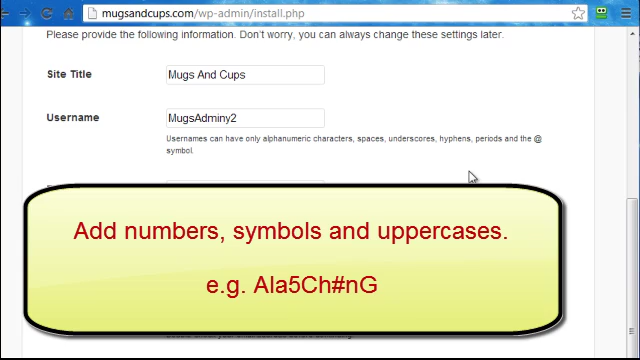 mugsandcups.com/wp-admin/install.php
Please provide the following information. Don't worry, you can always change these settings later.
Site Title
Mugs And Cups
Username
MugsAdminy2
Usernames can have only alphanumeric characters, spaces, underscores, hyphens, periods and the @
symbol.
Add numbers, symbols and uppercases.
e.g. Ala5Ch#nG